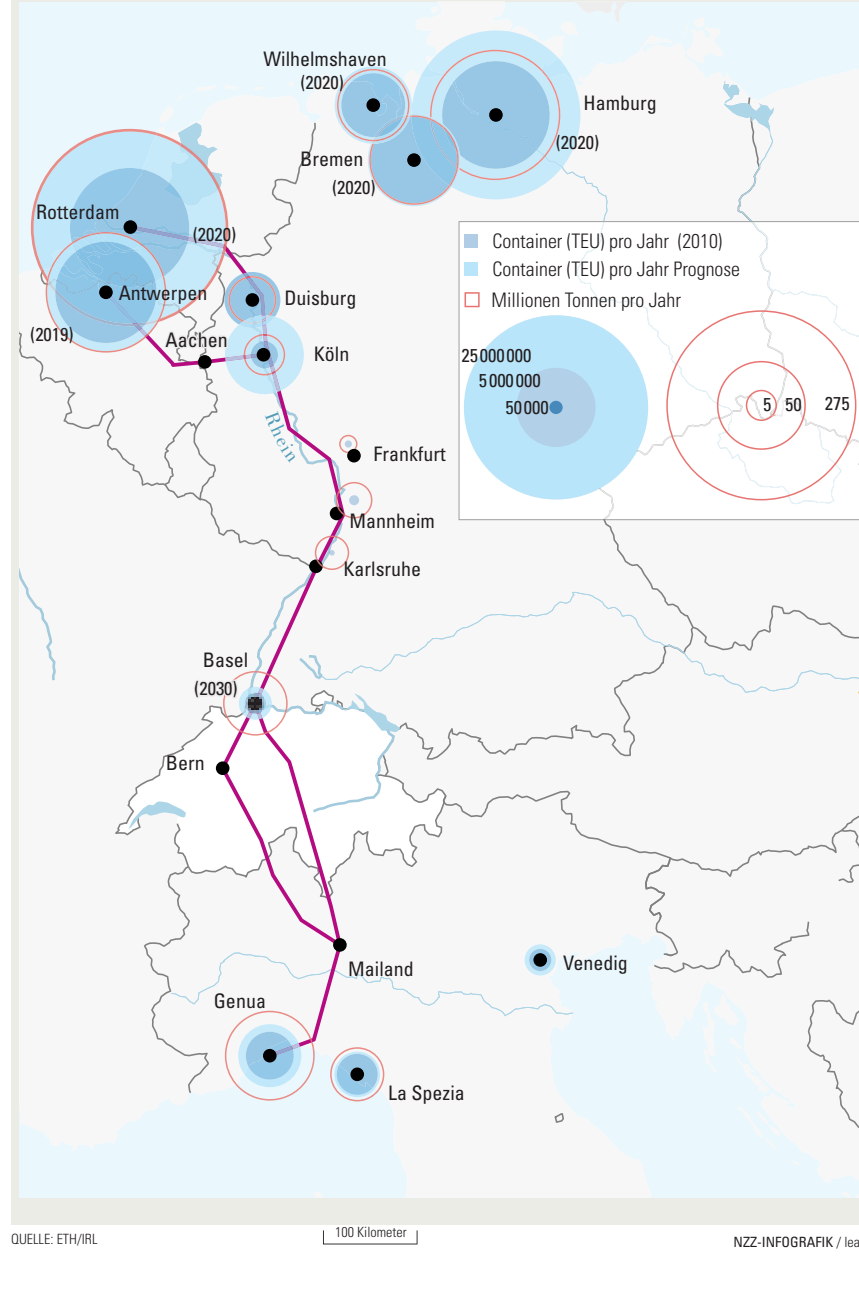 Wilhelmshaven
(2020)
Hamburg
(2020)
Bremen
(2020)
Rotterdam
(2020)
Antwerpen
(2019)
Duisburg
Aachen
Köln
Rhein
Frankfurt
Mannheim
Karlsruhe
Container (TEU) pro Jahr (2010)
Container (TEU) pro Jahr Prognose
Millionen Tonnen pro Jahr
25 000 000
5 000 000
50 000
5 50 275
Basel
(2030)
Bern
Mailand
Venedig
Genua
La Spezia
QUELLE: ETH/IRL
100 Kilometer
NZZ-INFOGRAFIK / lea